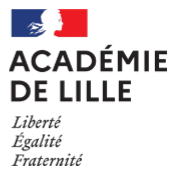 ACADÉMIE
DE LILLE
Liberté
Égalité
Fraternité